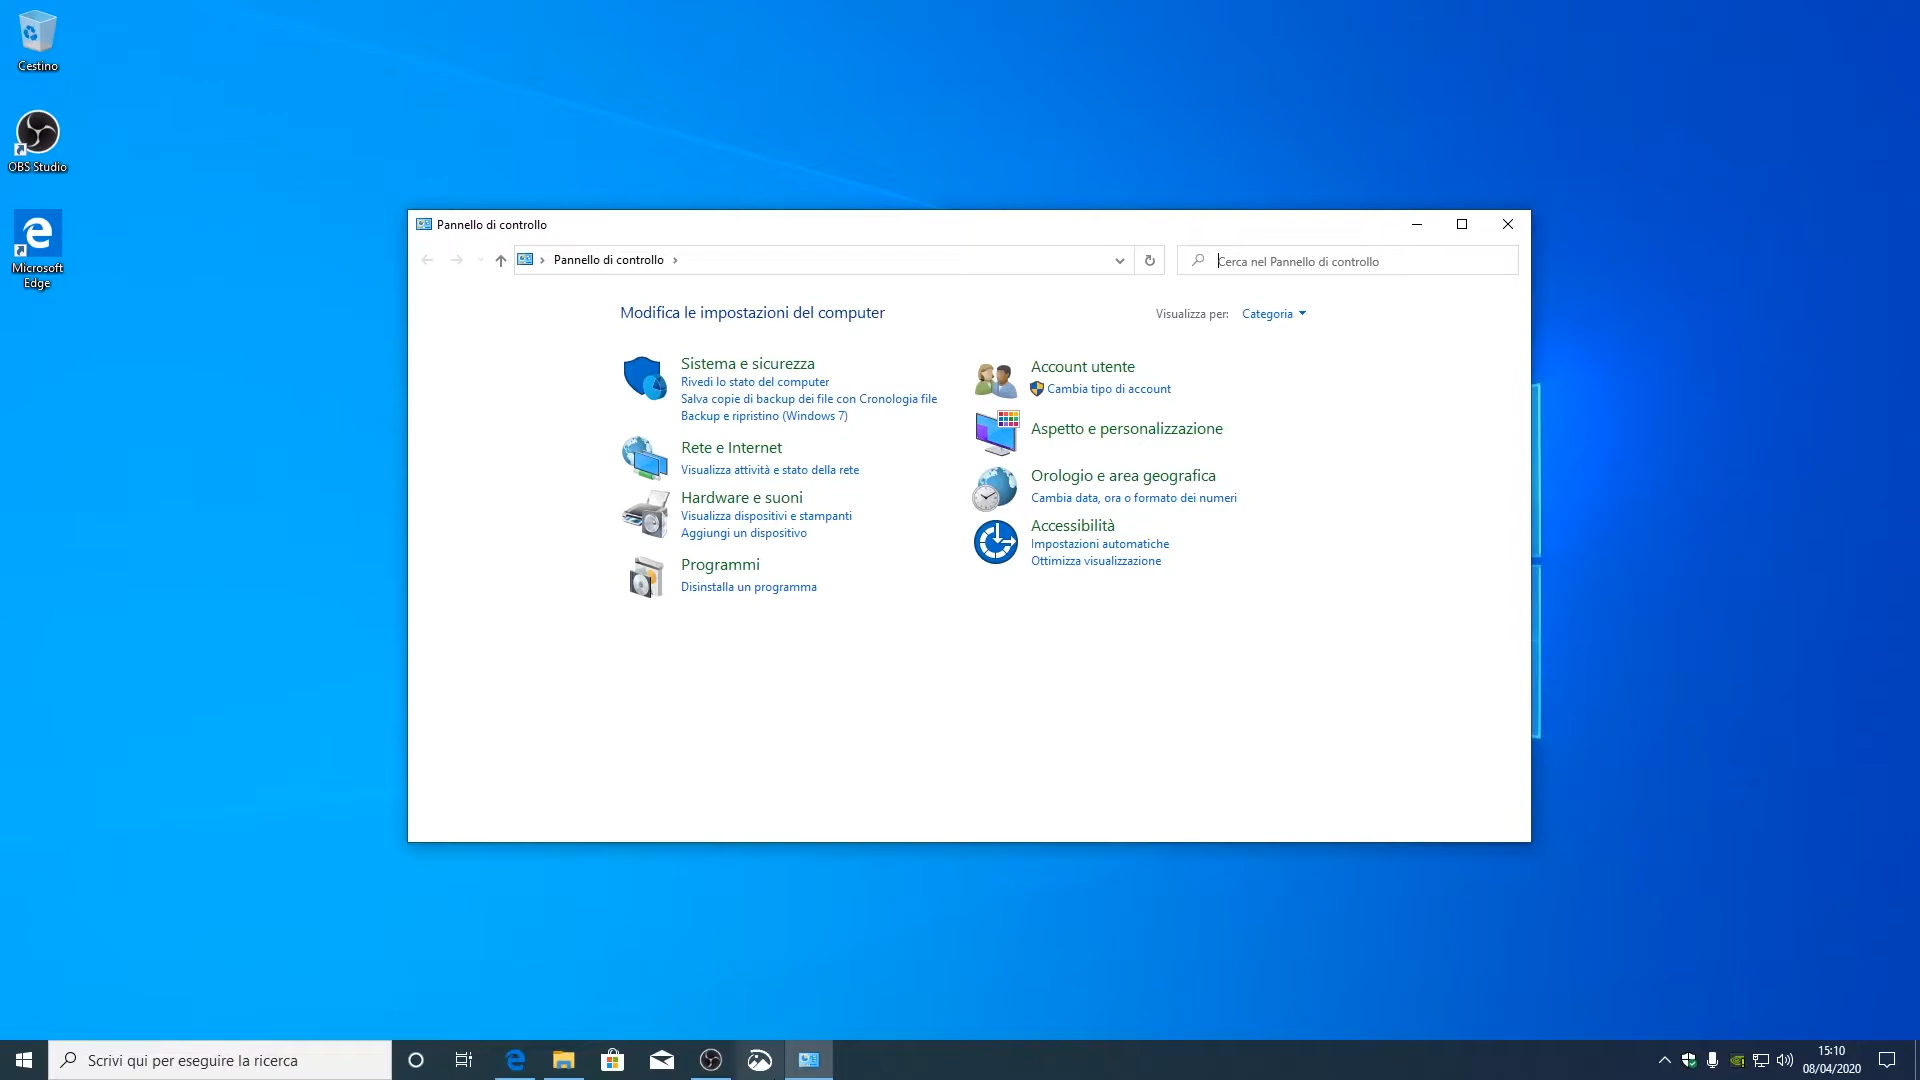 Cestino
OBS Studio
Microsoft
Edge
Pannello di controllo
Pannello di controllo
Cerca nel Pannello di controllo
Modifica le impostazioni del computer
Visualizza per: Categoria
Sistema e sicurezza
Rivedi lo stato del computer
Salva copie di backup dei file con Cronologia file
Backup e ripristino (Windows 7)
Rete e Internet
Visualizza attività e stato della rete
Hardware e suoni
Visualizza dispositivi e stampanti
Aggiungi un dispositivo
Programmi
Disinstalla un programma
Account utente
Cambia tipo di account
Aspetto e personalizzazione
Orologio e area geografica
Cambia data, ora o formato dei numeri
Accessibilità
Impostazioni automatiche
Ottimizza visualizzazione
Scrivi qui per eseguire la ricerca
15:10
08/04/2020